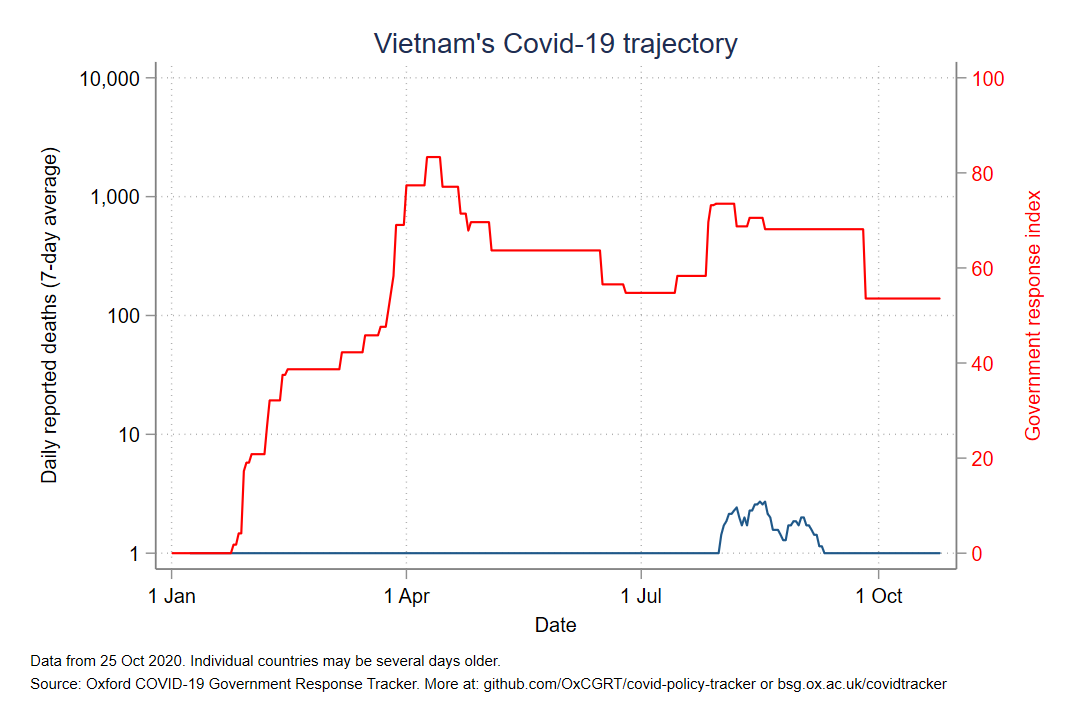 Vietnam's Covid-19 trajectory
10,000
1,000
100
10
1
Daily reported deaths (7-day average)
100
80
60
40
20
0
Government response index
1 Jan
1 Apr
1 Jul
1 Oct
Date
Data from 25 Oct 2020. Individual countries may be several days older.
Source: Oxford COVID-19 Government Response Tracker. More at: github.com/OxCGRT/covid-policy-tracker or bsg.ox.ac.uk/covidtracker